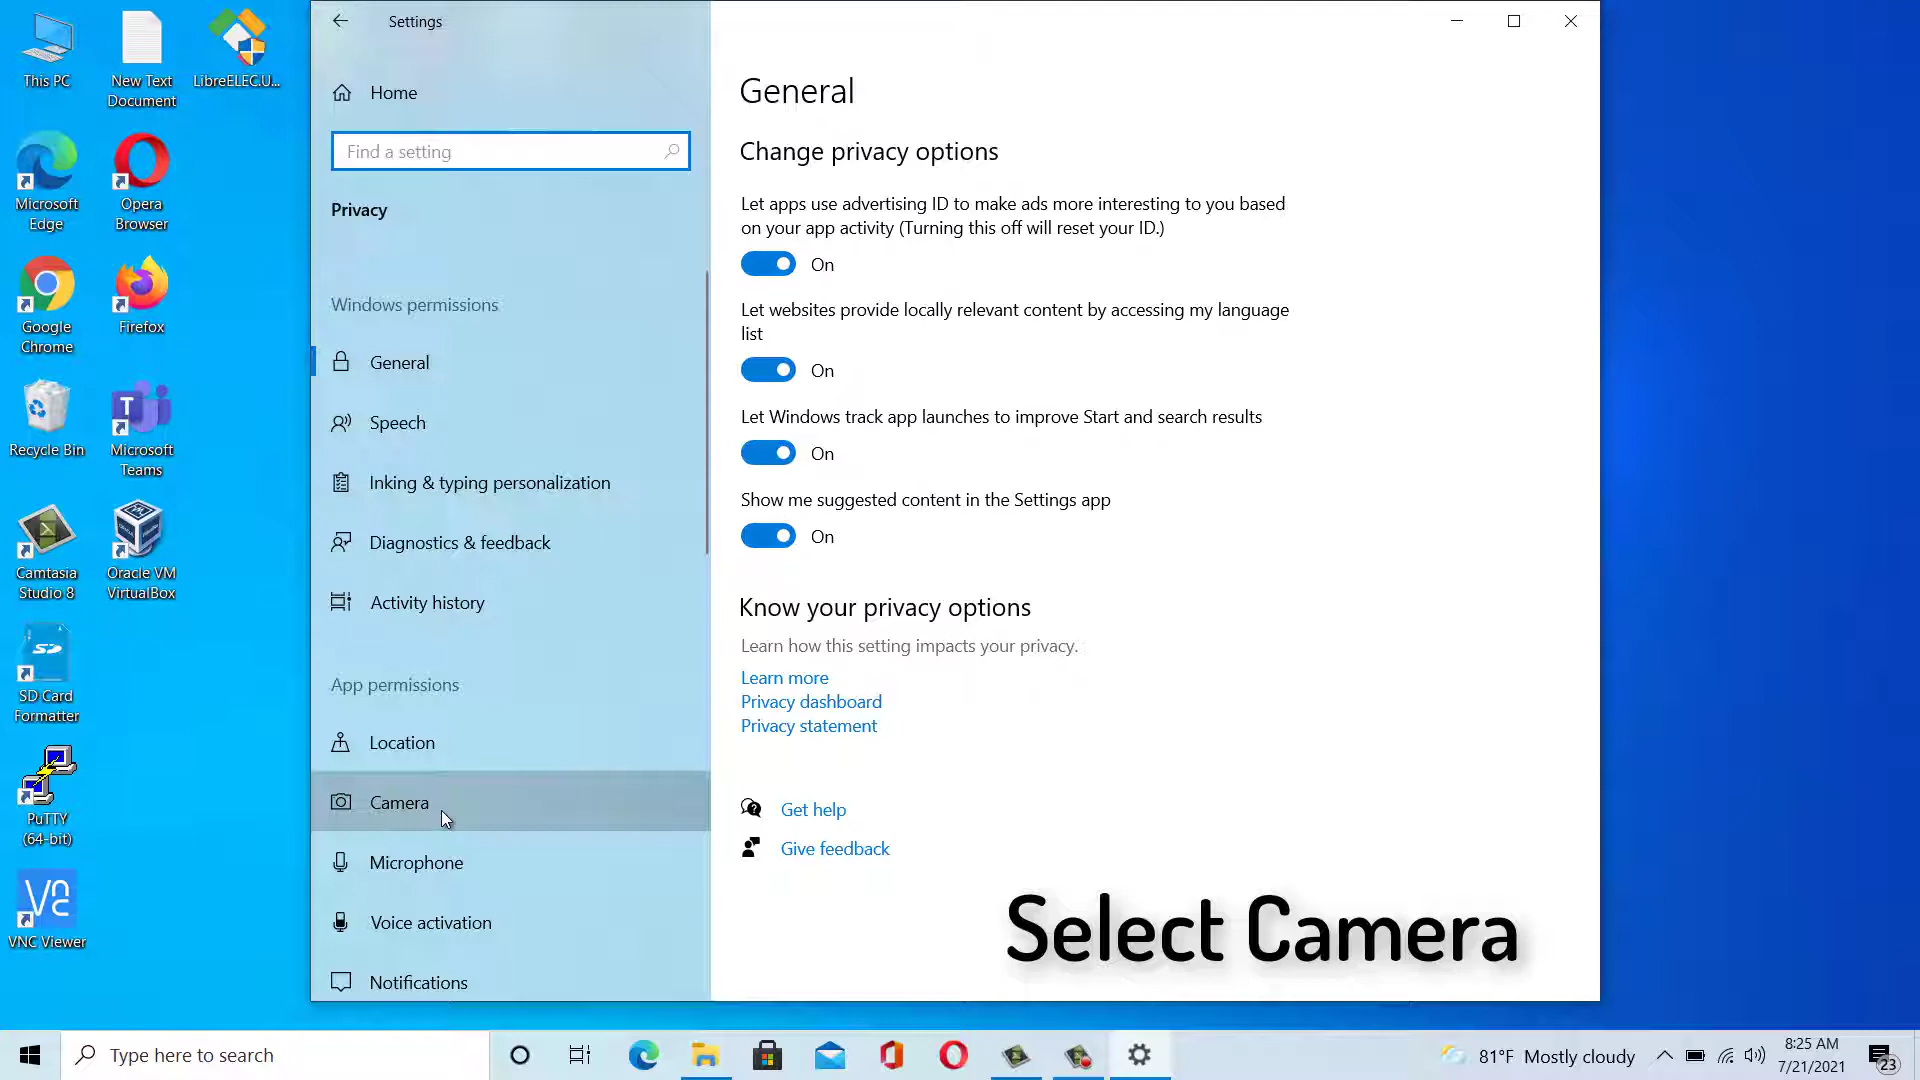 This PC
New Text
Document
LibreELEC.U...
Microsoft
Edge
Opera
Browser
Google
Chrome
Firefox
Recycle Bin
Microsoft
Teams
Camtasia
Studio 8
Oracle VM
VirtualBox
SD Card
Formatter
PuTTY
(64-bit)
VNC Viewer
Settings
Home
Find a setting
Privacy
Windows permissions
General
Speech
Inking & typing personalization
Diagnostics & feedback
Activity history
App permissions
Location
Camera
Microphone
Voice activation
Notifications
General
Change privacy options
Let apps use advertising ID to make ads more interesting to you based
on your app activity (Turning this off will reset your ID.)
On
Let websites provide locally relevant content by accessing my language
list
On
Let Windows track app launches to improve Start and search results
On
Show me suggested content in the Settings app
On
Know your privacy options
Learn how this setting impacts your privacy.
Learn more
Privacy dashboard
Privacy statement
Get help
Give feedback
Select Camera
Type here to search
81°F Mostly cloudy
8:25 AM
7/21/2021
23